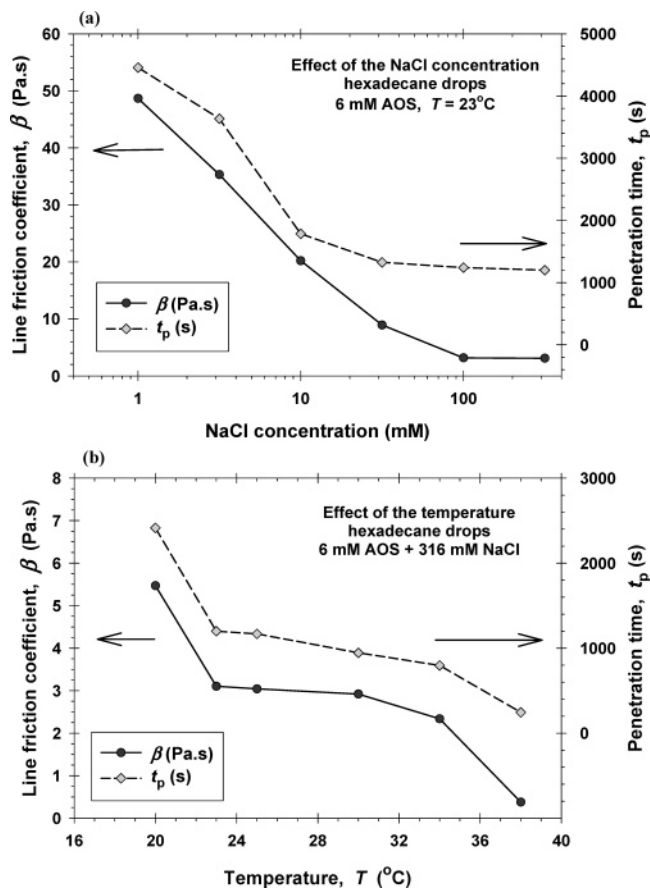 (a)
60
50
40
30
20
10
0
Line friction coefficient, β (Pa.s)
Effect of the NaCl concentration
hexadecane drops
6 mM AOS, T = 23°C
β (Pa.s)
tp (s)
5000
4000
3000
2000
1000
0
Penetration time, tp (s)
1 10 100
NaCl concentration (mM)
(b)
8
7
6
5
4
3
2
1
0
Line friction coefficient, β (Pa.s)
Effect of the temperature
hexadecane drops
6 mM AOS + 316 mM NaCl
β (Pa.s)
tp (s)
3000
2000
1000
0
Penetration time, tp (s)
16 20 24 28 32 36 40
Temperature, T (°C)